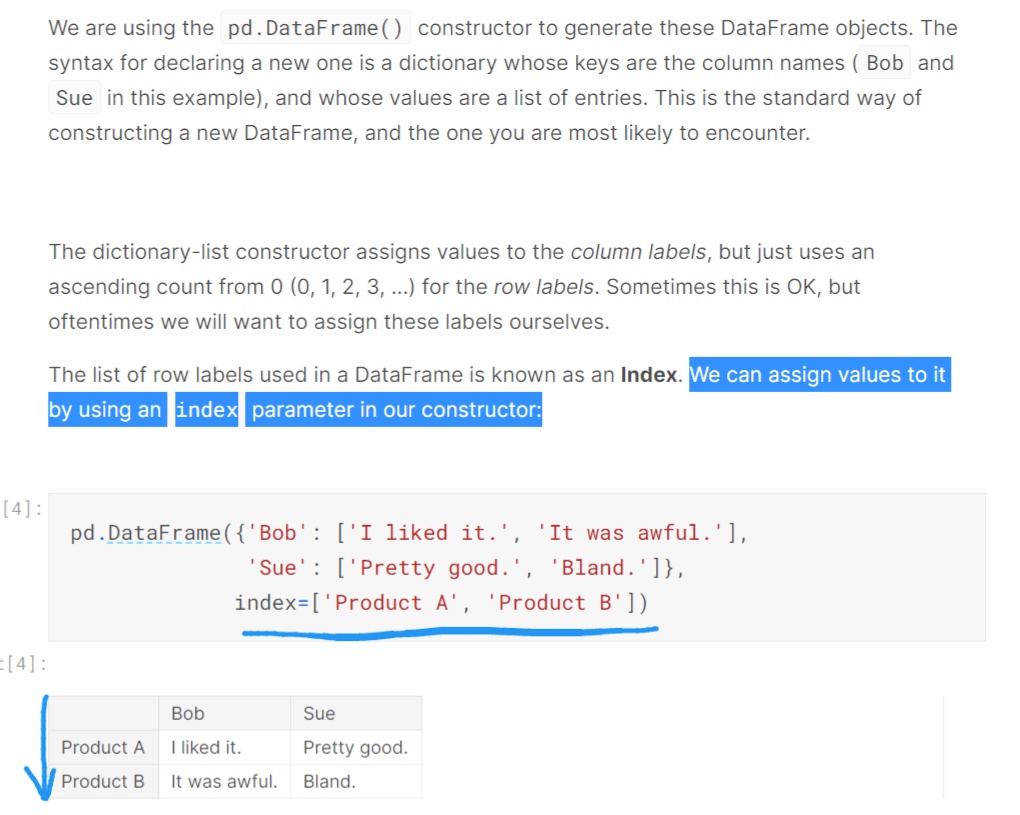 We are using the pd.DataFrame() constructor to generate these DataFrame objects. The
syntax for declaring a new one is a dictionary whose keys are the column names ( Bob and
Sue in this example), and whose values are a list of entries. This is the standard way of
constructing a new DataFrame, and the one you are most likely to encounter.
The dictionary-list constructor assigns values to the column labels, but just uses an
ascending count from 0 (0, 1, 2, 3, ...) for the row labels. Sometimes this is OK, but
oftentimes we will want to assign these labels ourselves.
The list of row labels used in a DataFrame is known as an Index. We can assign values to it
by using an index parameter in our constructor:
[4]:
pd.DataFrame({'Bob': ['I liked it.', 'It was awful.'],
'Sue': ['Pretty good.', 'Bland.']},
index=['Product A', 'Product B'])
t[4]:
Bob Sue
Product A I liked it. Pretty good.
Product B It was awful. Bland.